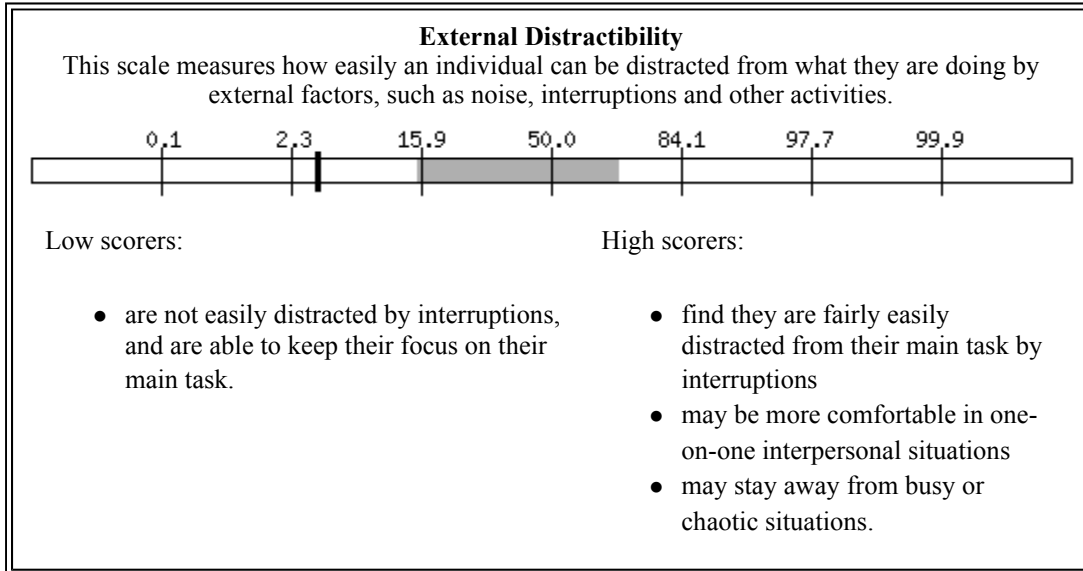 External Distractibility
This scale measures how easily an individual can be distracted from what they are doing by
external factors, such as noise, interruptions and other activities.
0.1 2.3 15.9 50.0 84.1 97.7 99.9
Low scorers:
● are not easily distracted by interruptions,
and are able to keep their focus on their
main task.
High scorers:
● find they are fairly easily
distracted from their main task by
interruptions
● may be more comfortable in one-
on-one interpersonal situations
● may stay away from busy or
chaotic situations.